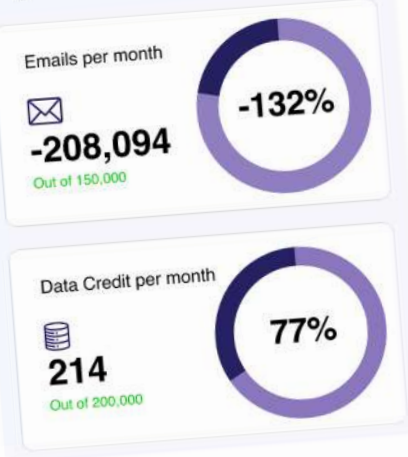 Emails per month
-132%
-208,094
Out of 150,000
Data Credit per month
77%
214
Out of 200,000